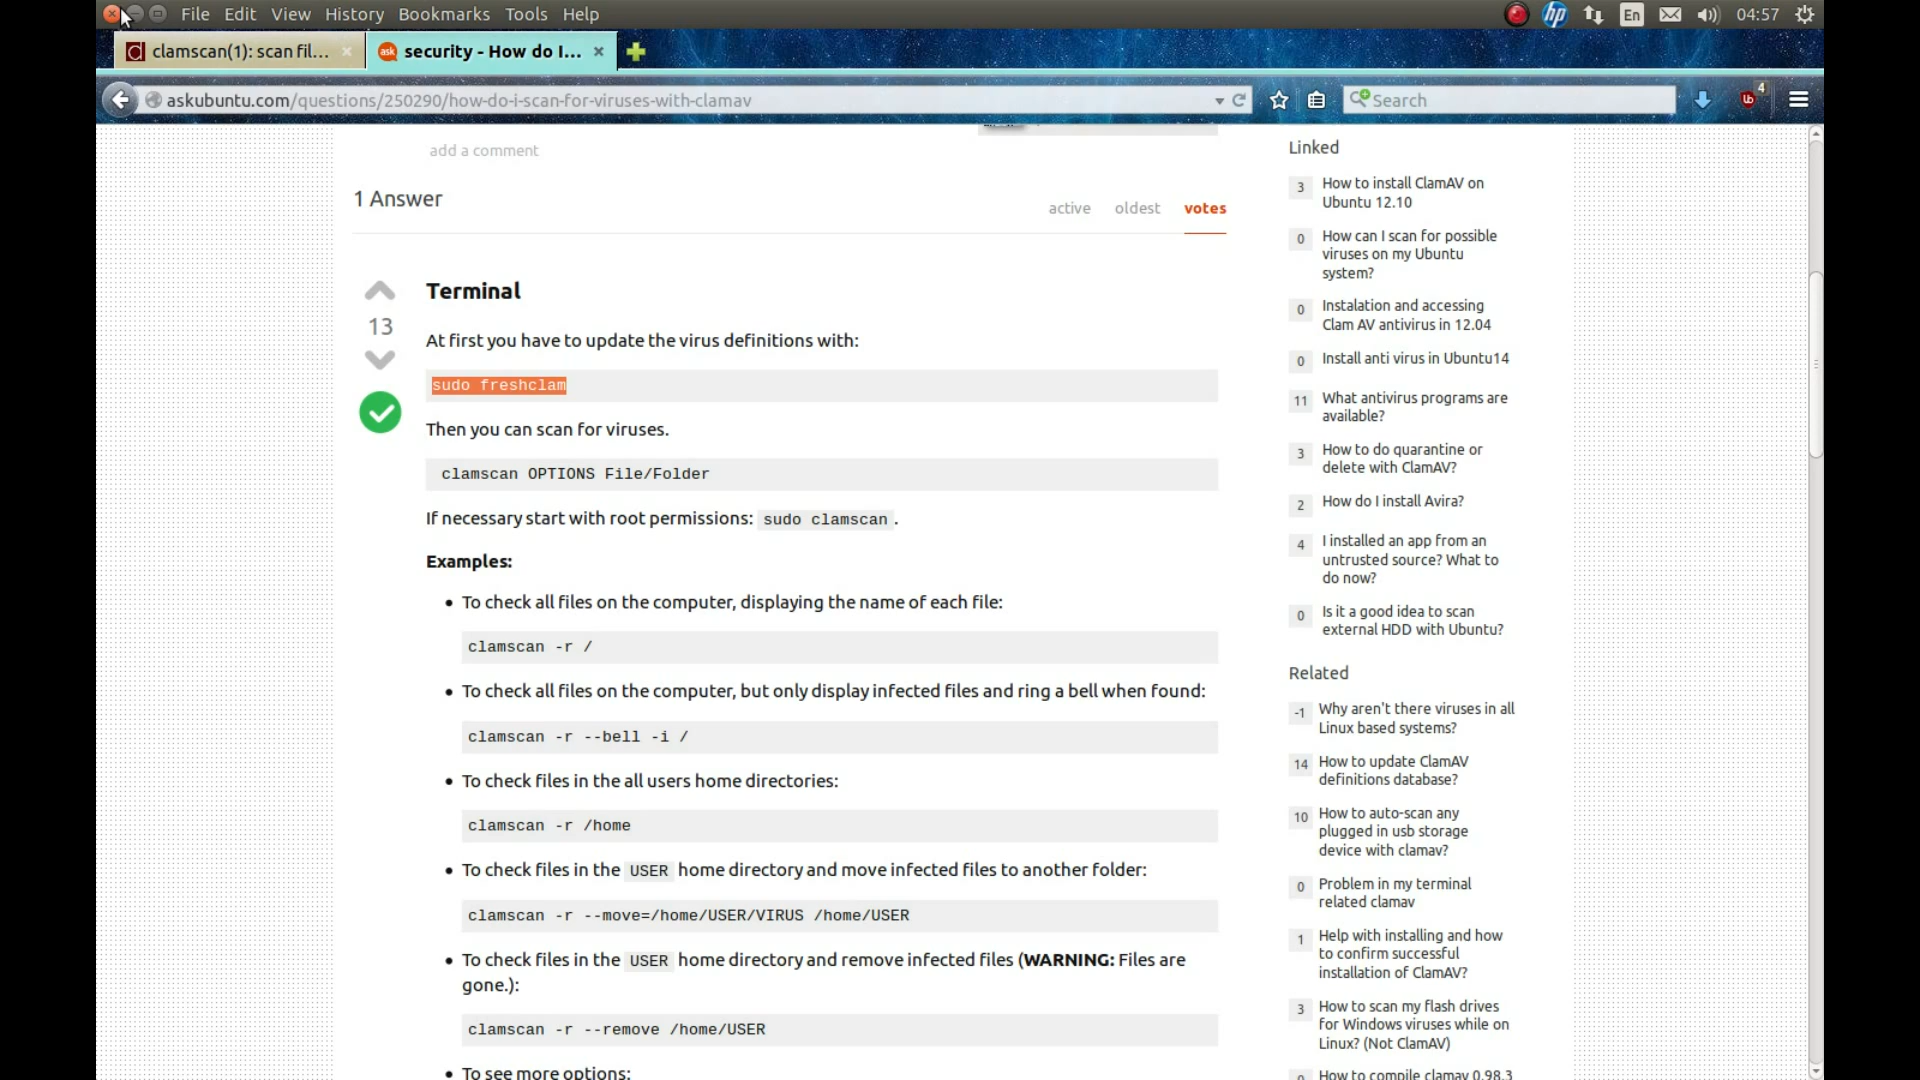 File Edit View History Bookmarks Tools Help
En
04:57
clamscan(1): scan fil...
ask security - How do I...
askubuntu.com/questions/250290/how-do-i-scan-for-viruses-with-clamav
Search
4
add a comment
1 Answer
active oldest votes
13
Terminal
At first you have to update the virus definitions with:
sudo freshclam
Then you can scan for viruses.
clamscan OPTIONS File/Folder
If necessary start with root permissions: sudo clamscan .
Examples:
• To check all files on the computer, displaying the name of each file:
clamscan -r /
• To check all files on the computer, but only display infected files and ring a bell when found:
clamscan -r --bell -i /
• To check files in the all users home directories:
clamscan -r /home
• To check files in the USER home directory and move infected files to another folder:
clamscan -r --move=/home/USER/VIRUS /home/USER
• To check files in the USER home directory and remove infected files (WARNING: Files are
gone.):
clamscan -r --remove /home/USER
• To see more options:
Linked
3 How to install ClamAV on
Ubuntu 12.10
0 How can I scan for possible
viruses on my Ubuntu
system?
0 Instalation and accessing
Clam AV antivirus in 12.04
0 Install anti virus in Ubuntu14
11 What antivirus programs are
available?
3 How to do quarantine or
delete with ClamAV?
2 How do I install Avira?
4 I installed an app from an
untrusted source? What to
do now?
0 Is it a good idea to scan
external HDD with Ubuntu?
Related
-1 Why aren't there viruses in all
Linux based systems?
14 How to update ClamAV
definitions database?
10 How to auto-scan any
plugged in usb storage
device with clamav?
0 Problem in my terminal
related clamav
1 Help with installing and how
to confirm successful
installation of ClamAV?
3 How to scan my flash drives
for Windows viruses while on
Linux? (Not ClamAV)
How to compile clamav 0.98.3